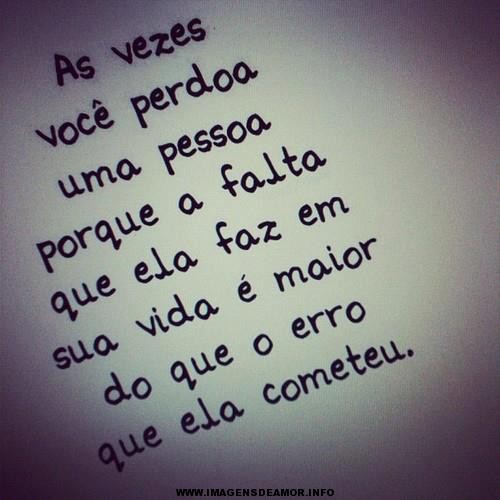 As vezes
você perdoa
uma pessoa
porque a falta
que ela faz em
sua vida é maior
do que o erro
que ela cometeu.
WWW.IMAGENSDEAMOR.INFO